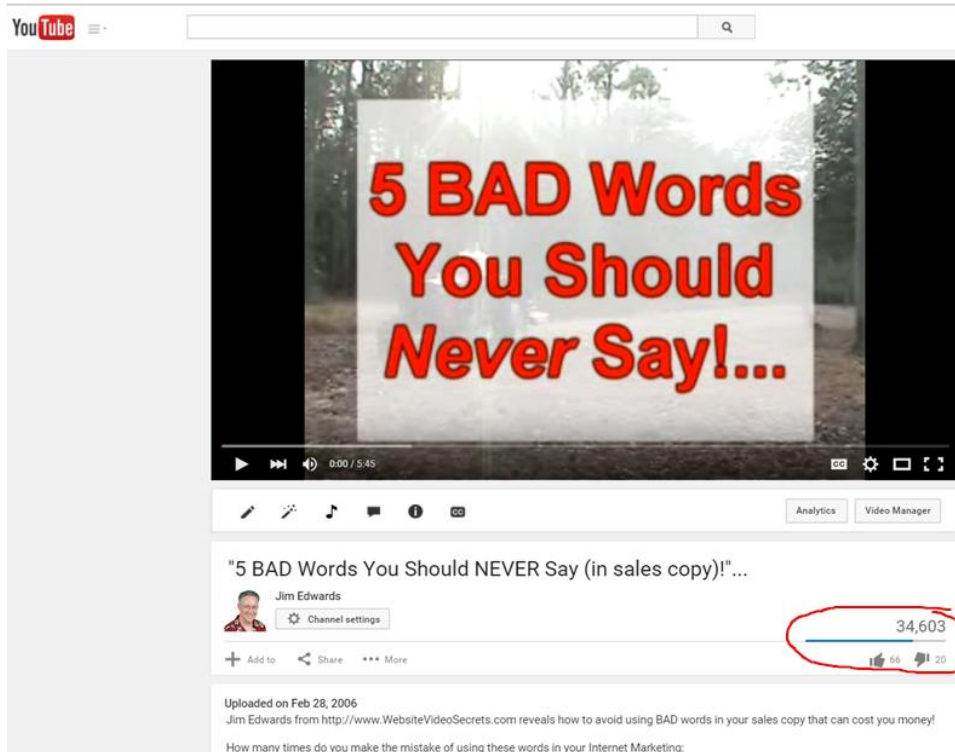 YouTube
5 BAD Words
You Should
Never Say!...
0:00 / 5:45
CC
CC
Analytics
Video Manager
"5 BAD Words You Should NEVER Say (in sales copy)!"...
Jim Edwards
Channel settings
34,603
Add to
Share
More
66
20
Uploaded on Feb 28, 2006
Jim Edwards from http://www.WebsiteVideoSecrets.com reveals how to avoid using BAD words in your sales copy that can cost you money!
How many times do you make the mistake of using these words in your Internet Marketing: